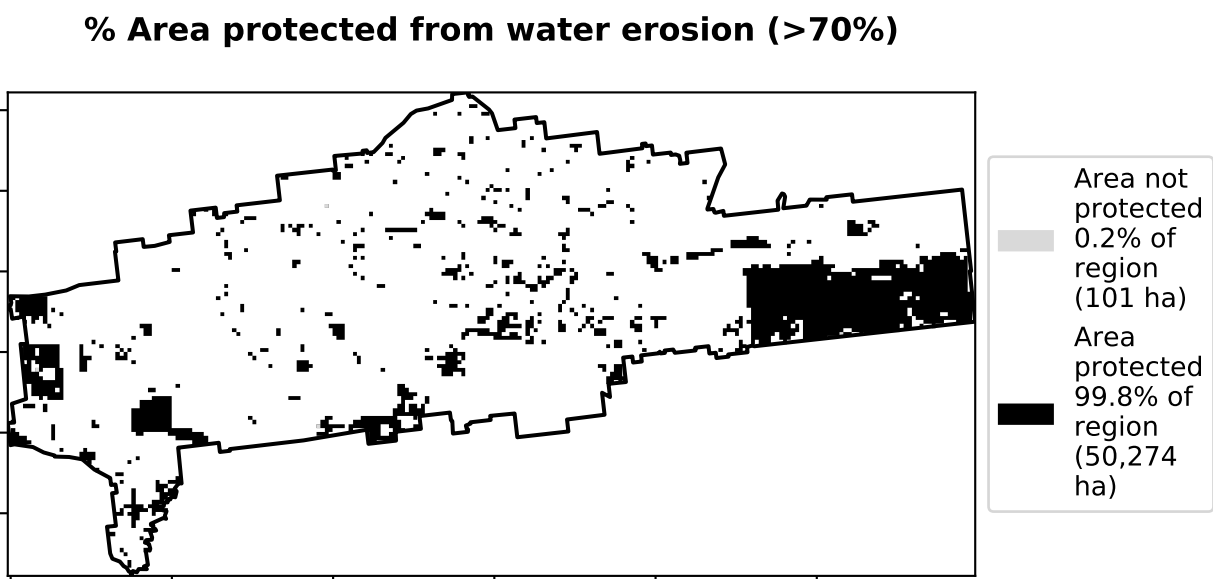 % Area protected from water erosion (>70%)
Area not
protected
0.2% of
region
(101 ha)
Area
protected
99.8% of
region
(50,274
ha)